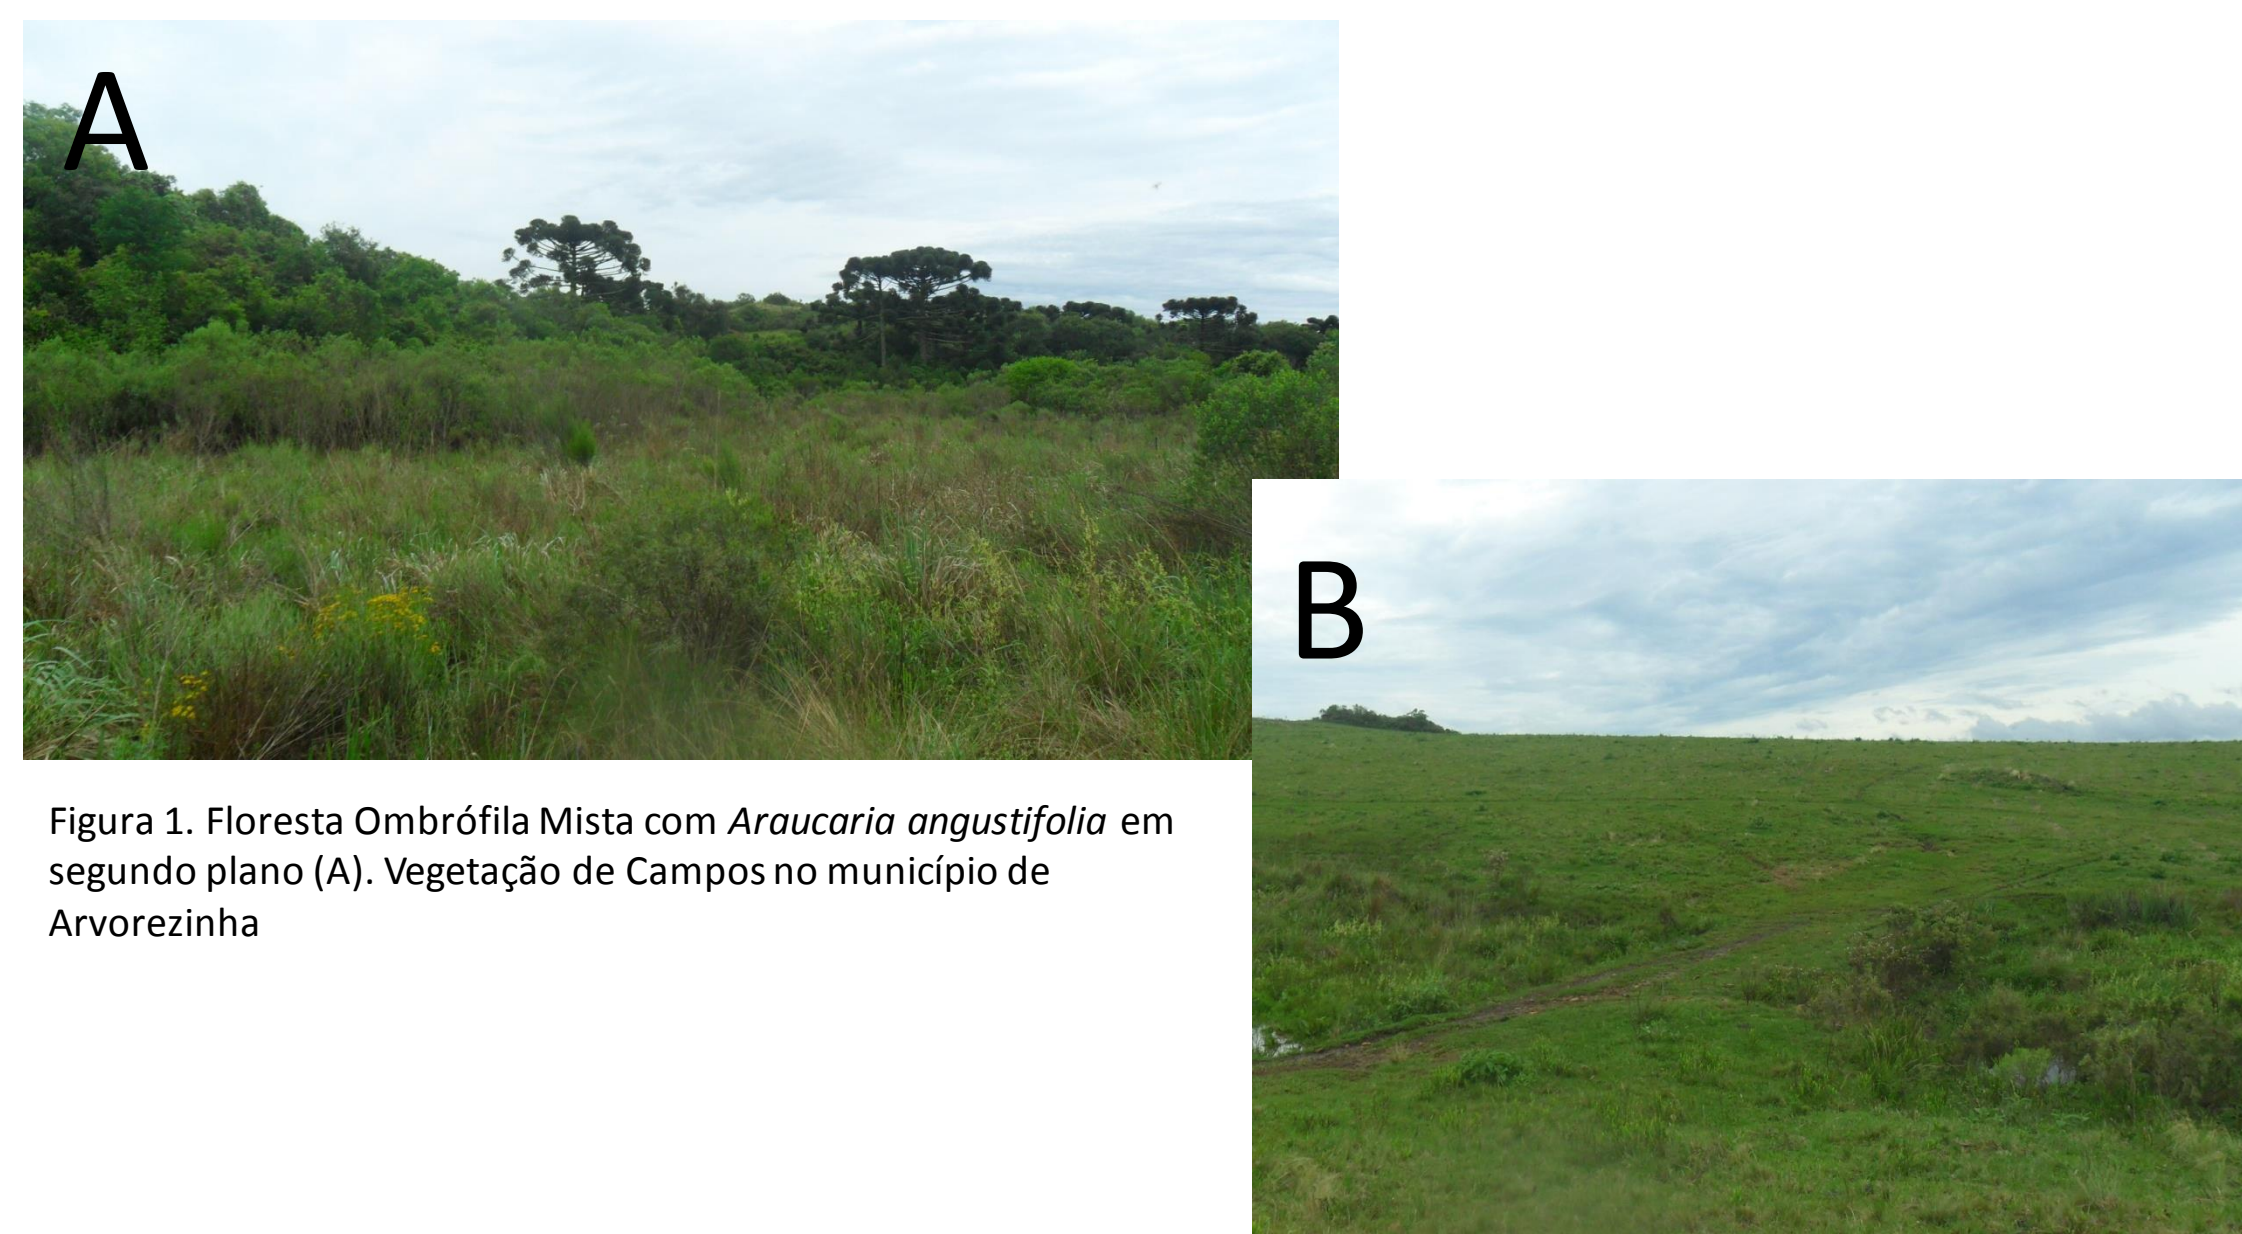 A
B
Figura 1. Floresta Ombrófila Mista com Araucaria angustifolia em
segundo plano (A). Vegetação de Campos no município de
Arvorezinha